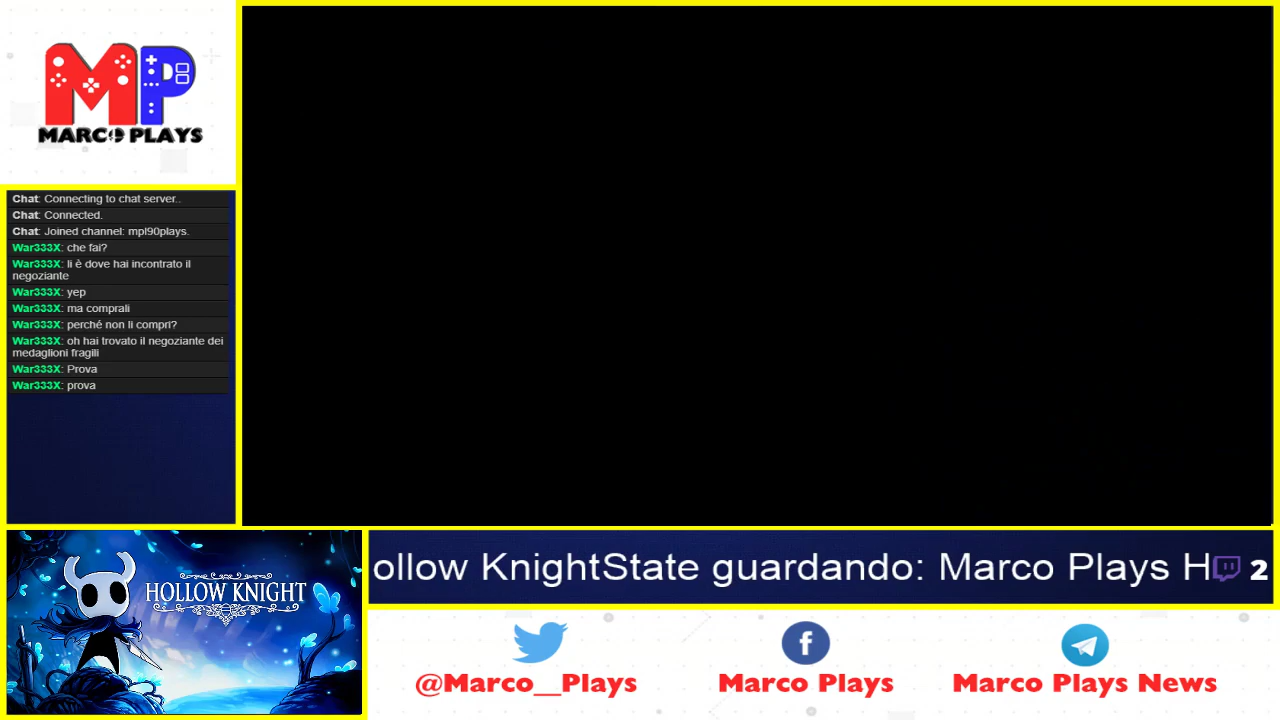 MP
MARCO PLAYS
Chat: Connecting to chat server..
Chat: Connected.
Chat: Joined channel: mpl90plays.
War333X: che fai?
War333X: li è dove hai incontrato il
negoziante
War333X: yep
War333X: ma comprali
War333X: perché non li compri?
War333X: oh hai trovato il negoziante dei
medaglioni fragili
War333X: Prova
War333X: prova
HOLLOW KNIGHT
ollow KnightState guardando: Marco Plays H
2
@Marco__Plays
Marco Plays
Marco Plays News